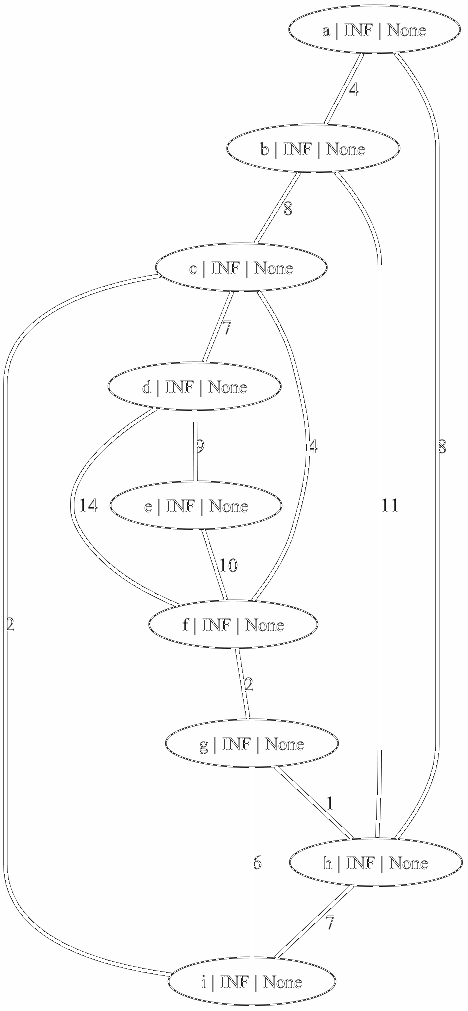 a | INF | None
4
b | INF | None
8
c | INF | None
7
d | INF | None
9
4
8
14
e | INF | None
11
10
2
f | INF | None
2
g | INF | None
1
6
h | INF | None
7
i | INF | None